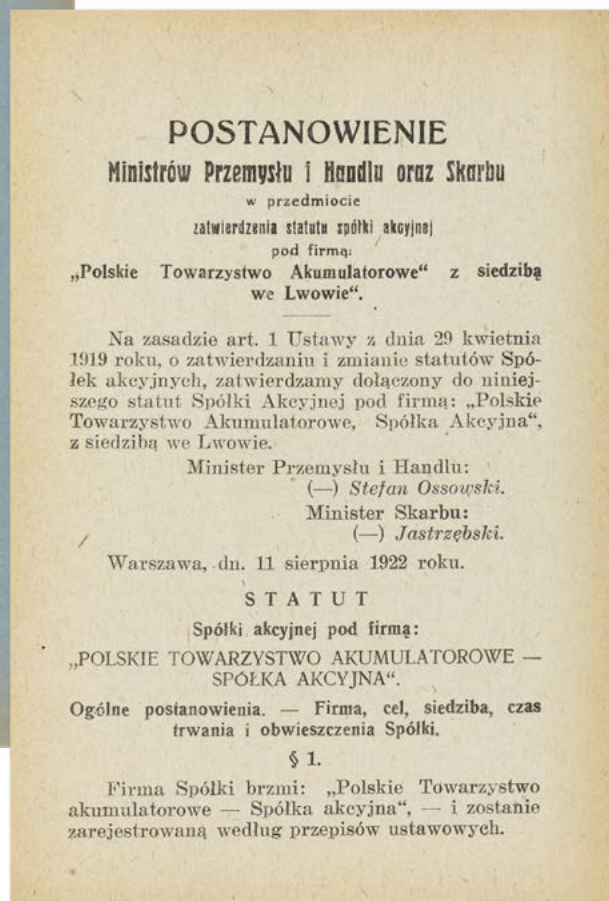 POSTANOWIENIE
Ministrów Przemysłu i Handlu oraz Skarbu
w przedmiocie
zatwierdzenia statutu spółki akcyjnej
pod firmą:
„Polskie Towarzystwo Akumulatorowe“ z siedzibą
we Lwowie“.
Na zasadzie art. 1 Ustawy z dnia 29 kwietnia
1919 roku, o zatwierdzaniu i zmianie statutów Spó-
łek akcyjnych, zatwierdzamy dołączony do niniej-
szego statut Spółki Akcyjnej pod firmą: „Polskie
Towarzystwo Akumulatorowe, Spółka Akcyjna“,
z siedzibą we Lwowie.
Minister Przemysłu i Handlu:
(—) Stefan Ossowski.
Minister Skarbu:
(—) Jastrzębski.
Warszawa, dn. 11 sierpnia 1922 roku.
STATUT
Spółki akcyjnej pod firmą:
„POLSKIE TOWARZYSTWO AKUMULATOROWE —
SPÓŁKA AKCYJNA“.
Ogólne postanowienia. — Firma, cel, siedziba, czas
trwania i obwieszczenia Spółki.
§ 1.
Firma Spółki brzmi: „Polskie Towarzystwo
akumulatorowe — Spółka akcyjna“, — i zostanie
zarejestrowaną według przepisów ustawowych.